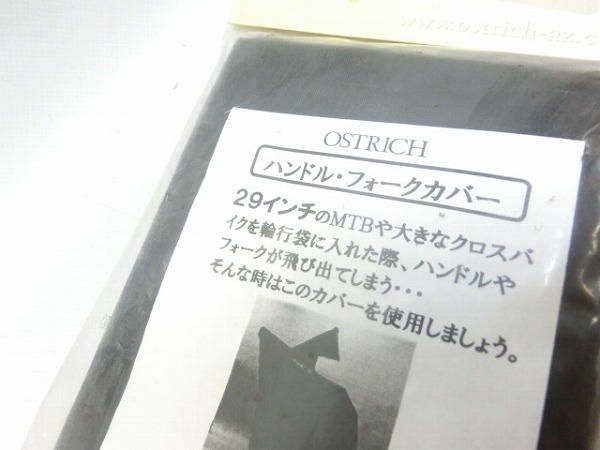 www.ostrich-az.c
OSTRICH
ハンドル・フォークカバー
29インチのMTBや大きなクロスバ
イクを輪行袋に入れた際、ハンドルや
フォークが飛び出てしまう・・・
そんな時はこのカバーを使用しましょう。